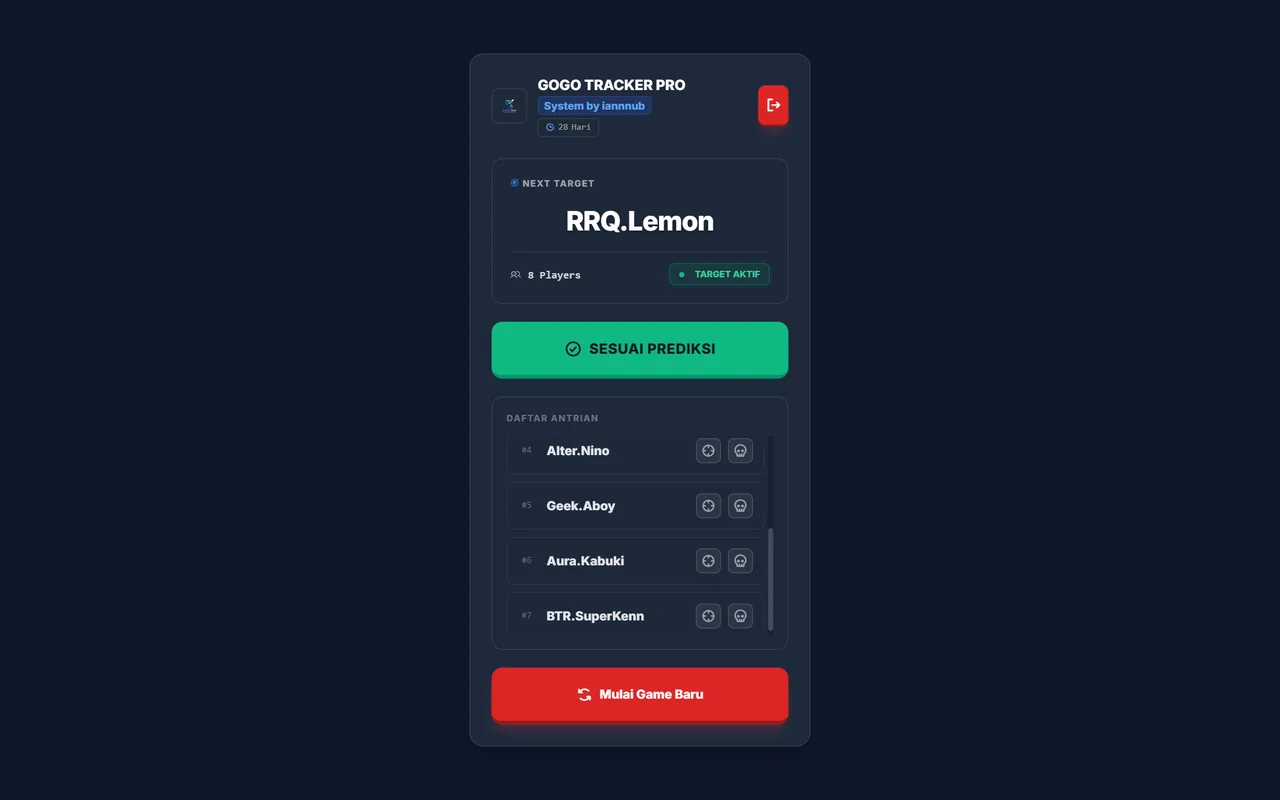 GOGO TRACKER PRO
System by iannnub
28 Hari
NEXT TARGET
RRQ.Lemon
8 Players
TARGET AKTIF
SESUAI PREDIKSI
DAFTAR ANTRIAN
#4 Alter.Nino
#5 Geek.Aboy
#6 Aura.Kabuki
#7 BTR.SuperKenn
Mulai Game Baru